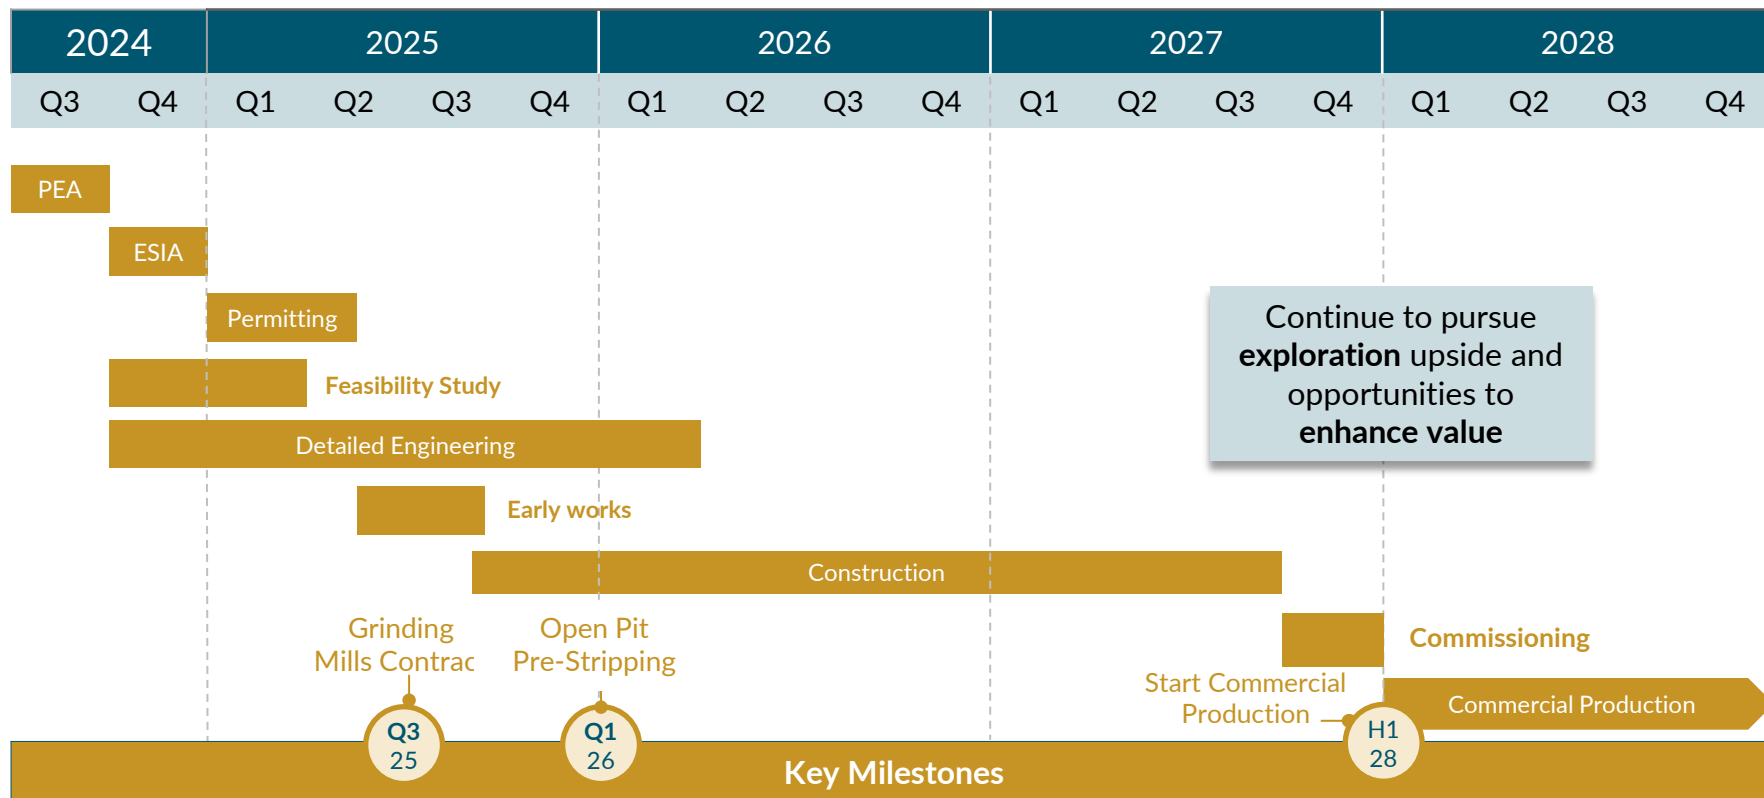 2024 2025 2026 2027 2028
Q3 Q4 Q1 Q2 Q3 Q4 Q1 Q2 Q3 Q4 Q1 Q2 Q3 Q4 Q1 Q2 Q3 Q4
PEA
ESIA
Permitting
Continue to pursue
exploration upside and
opportunities to
enhance value
Feasibility Study
Detailed Engineering
Early works
Construction
Grinding
Mills Contrac
Open Pit
Pre-Stripping
Commissioning
Start Commercial
Production
Commercial Production
Q3
25
Q1
26
H1
28
Key Milestones